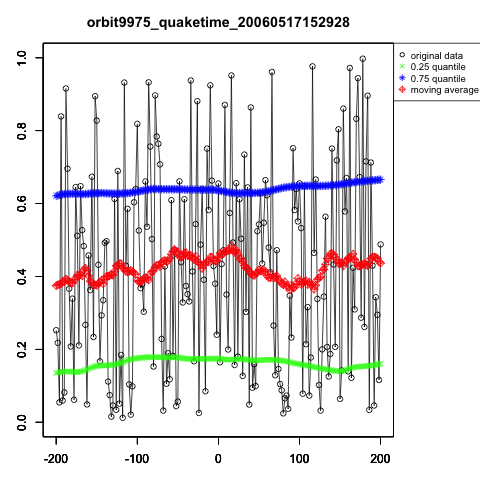 orbit9975_quaketime_20060517152928
original data
0.25 quantile
0.75 quantile
moving average
1.0
0.8
0.6
0.4
0.2
0.0
-200 -100 0 100 200